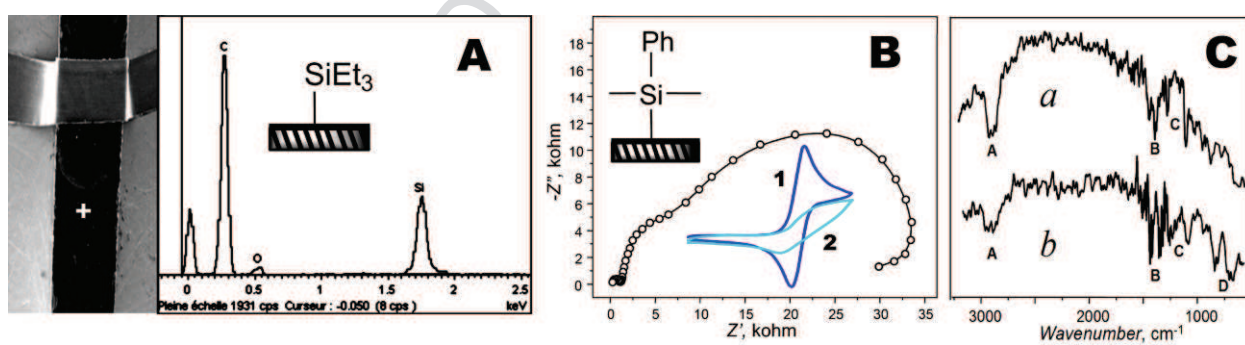 A
C
SiEt3
Si
O
0
0.5
1
1.5
2
2.5
keV
Pleine échelle 1931 cps Curseur : -0.050 (8 cps)
B
Ph
Si
1
2
-Z", kohm
18
16
14
12
10
8
6
4
2
0
0
5
10
15
20
25
30
35
Z', kohm
C
a
A
B
C
b
A
B
C
D
3000
2000
1000
Wavenumber, cm-1